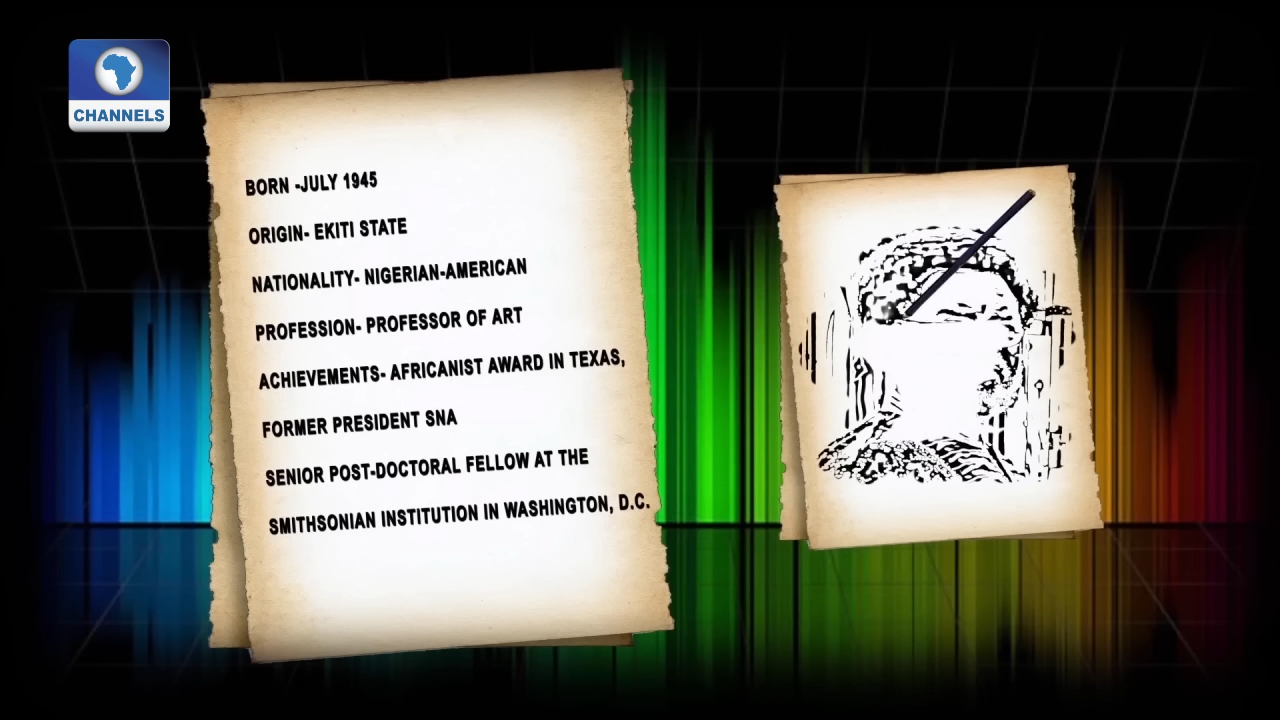 CHANNELS
BORN -JULY 1945
ORIGIN- EKITI STATE
NATIONALITY- NIGERIAN-AMERICAN
PROFESSION- PROFESSOR OF ART
ACHIEVEMENTS- AFRICANIST AWARD IN TEXAS,
FORMER PRESIDENT SNA
SENIOR POST-DOCTORAL FELLOW AT THE
SMITHSONIAN INSTITUTION IN WASHINGTON, D.C.